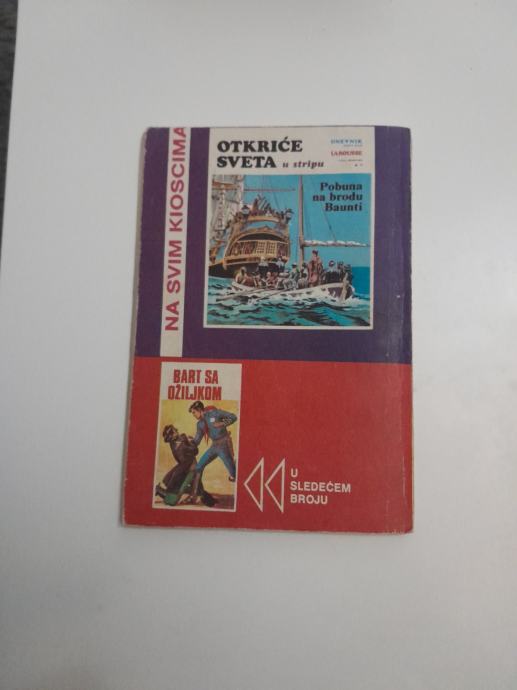 NA SVIM KIOSCIMA
OTKRIĆE
SVETA u stripu
DNEVNIK
LAROUSSE
Pobuna
na brodu
Baunti
BART SA
OŽILJKOM
U
SLEDEĆEM
BROJU